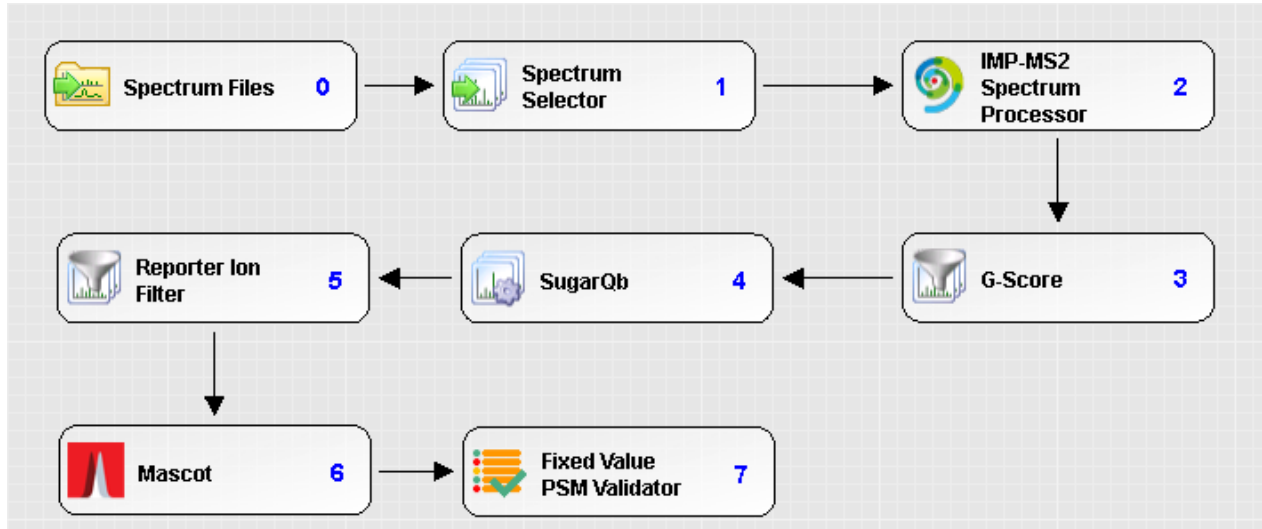 Spectrum Files 0
Spectrum
Selector 1
IMP-MS2
Spectrum 2
Processor
Reporter Ion
Filter 5
SugarQb 4
G-Score 3
Mascot 6
Fixed Value
PSM Validator 7